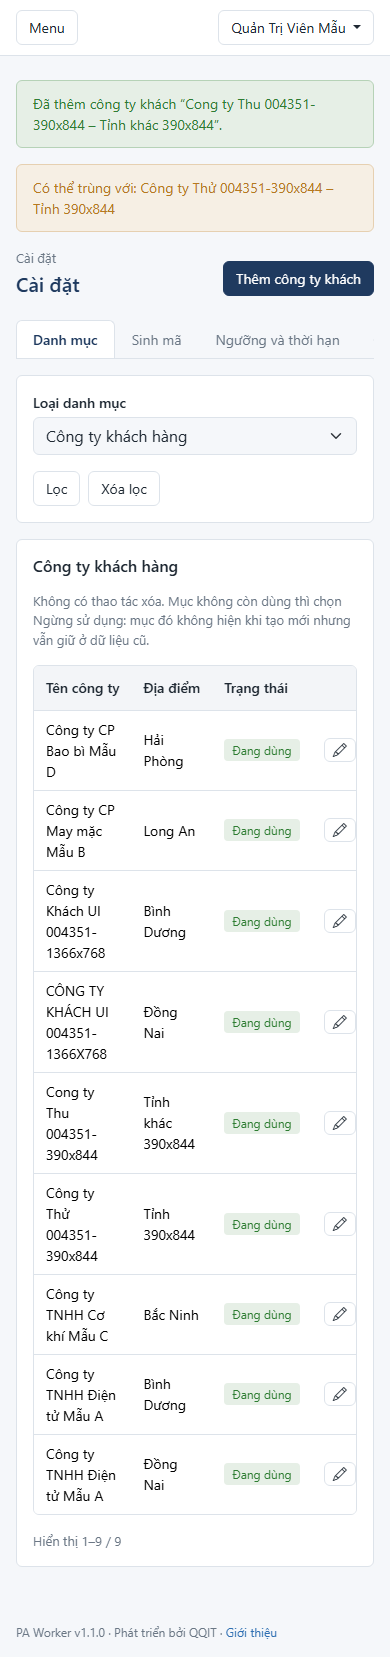 Menu
Quản Trị Viên Mẫu
Đã thêm công ty khách “Cong ty Thu 004351-
390x844 – Tỉnh khác 390x844”.
Có thể trùng với: Công ty Thử 004351-390x844 –
Tỉnh 390x844
Cài đặt
Cài đặt
Thêm công ty khách
Danh mục
Sinh mã
Ngưỡng và thời hạn
Loại danh mục
Công ty khách hàng
Lọc
Xóa lọc
Công ty khách hàng
Không có thao tác xóa. Mục không còn dùng thì chọn
Ngừng sử dụng: mục đó không hiện khi tạo mới nhưng
vẫn giữ ở dữ liệu cũ.
Tên công ty
Địa điểm
Trạng thái
Công ty CP
Bao bì Mẫu
D
Hải
Phòng
Đang dùng
Công ty CP
May mặc
Mẫu B
Long An
Đang dùng
Công ty
Khách UI
004351-
1366x768
Bình
Dương
Đang dùng
CÔNG TY
KHÁCH UI
004351-
1366X768
Đồng
Nai
Đang dùng
Cong ty
Thu
004351-
390x844
Tỉnh
khác
390x844
Đang dùng
Công ty
Thử
004351-
390x844
Tỉnh
390x844
Đang dùng
Công ty
TNHH Cơ
khí Mẫu C
Bắc Ninh
Đang dùng
Công ty
TNHH Điện
tử Mẫu A
Bình
Dương
Đang dùng
Công ty
TNHH Điện
tử Mẫu A
Đồng
Nai
Đang dùng
Hiển thị 1–9 / 9
PA Worker v1.1.0 · Phát triển bởi QQIT · Giới thiệu